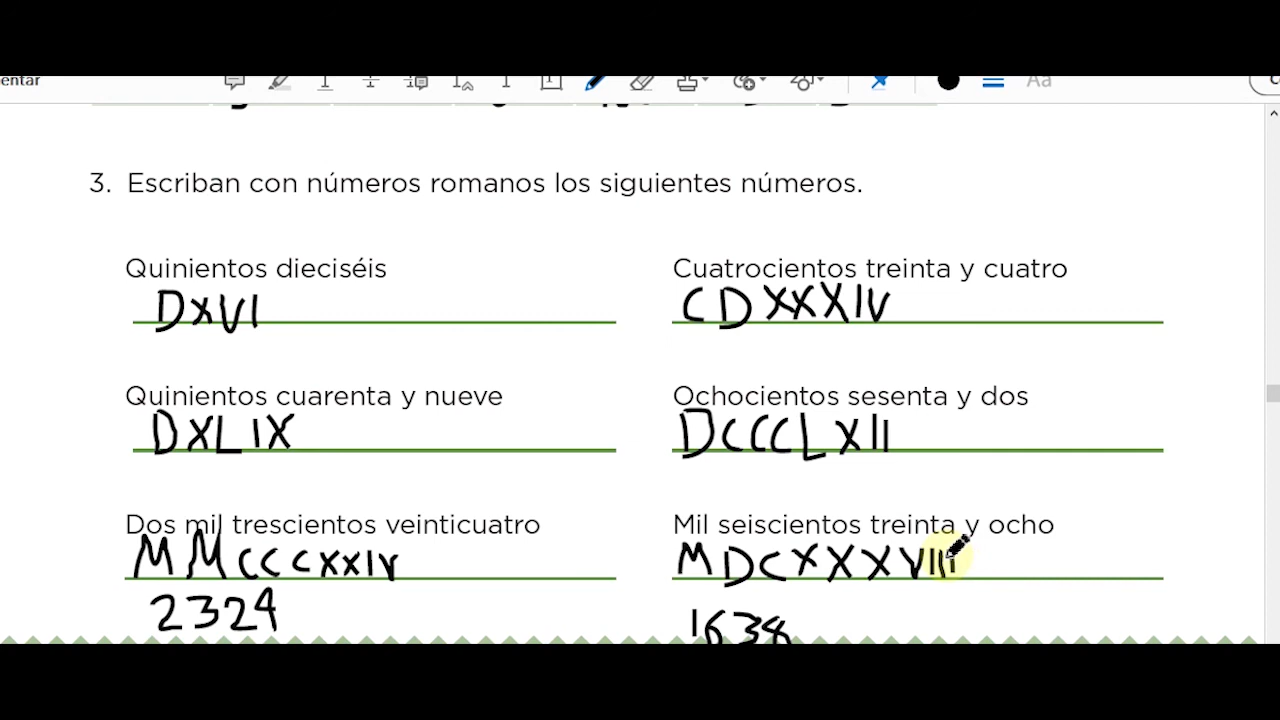 entar
Aa
3. Escriban con números romanos los siguientes números.
Quinientos dieciséis
DXVI
Cuatrocientos treinta y cuatro
CDXXXIV
Quinientos cuarenta y nueve
DXLIX
Ochocientos sesenta y dos
DCCCLXII
Dos mil trescientos veinticuatro
MMCCCXXIV
2324
Mil seiscientos treinta y ocho
MDCXXXVIII
1638